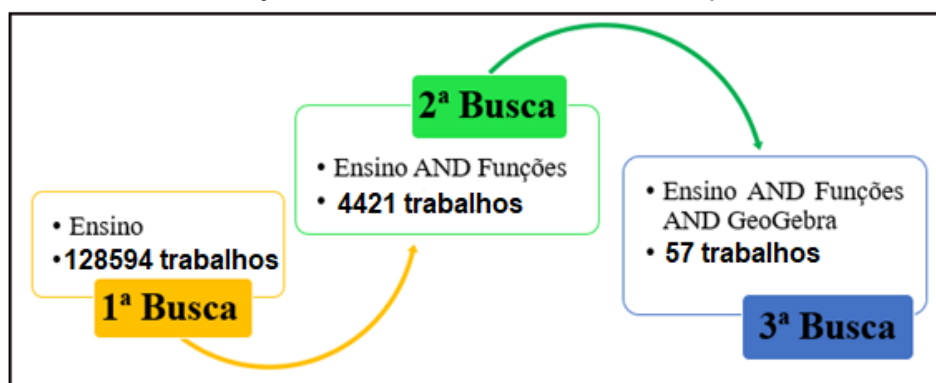 • Ensino
•128594 trabalhos
1ª Busca
2ª Busca
• Ensino AND Funções
• 4421 trabalhos
• Ensino AND Funções
AND GeoGebra
• 57 trabalhos
3ª Busca